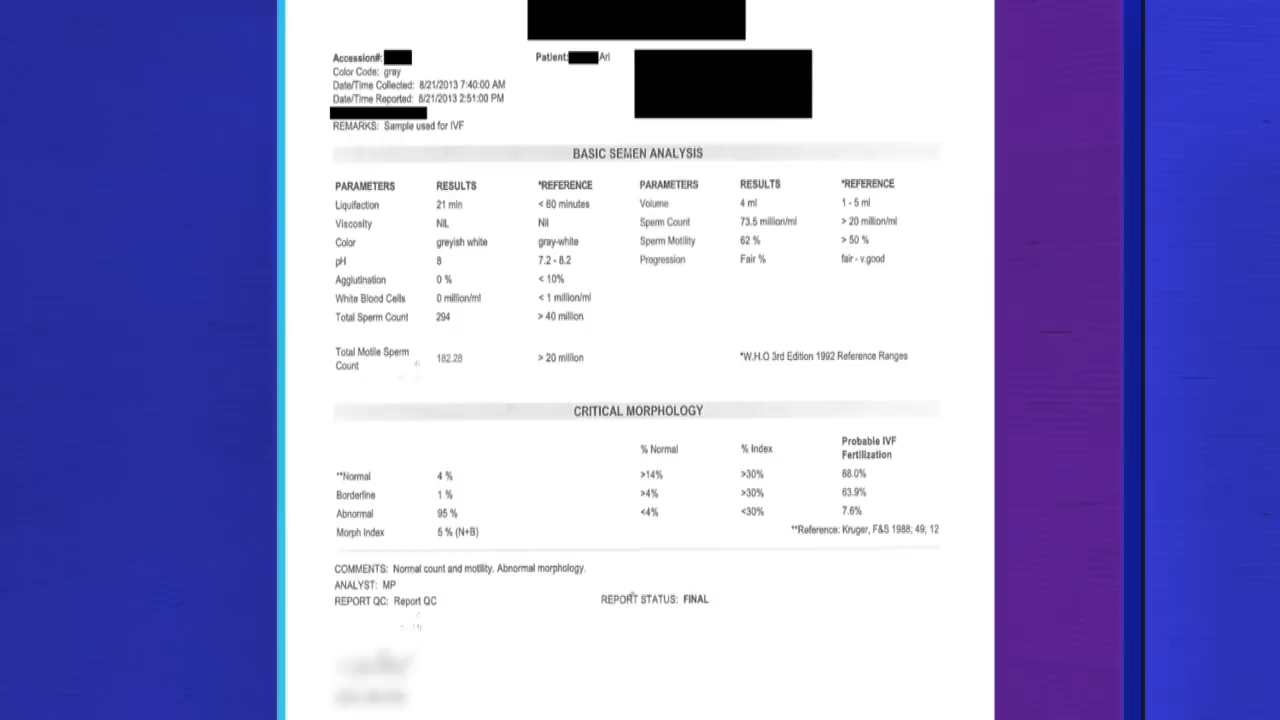 Accession#:
Patient: Ari
Color Code: gray
Date/Time Collected: 8/21/2013 7:40:00 AM
Date/Time Reported: 8/21/2013 2:51:00 PM
REMARKS: Sample used for IVF
BASIC SEMEN ANALYSIS
PARAMETERS RESULTS *REFERENCE PARAMETERS RESULTS *REFERENCE
Liquifaction 21 min < 60 minutes Volume 4 ml 1 - 5 ml
Viscosity NIL Nil Sperm Count 73.5 million/ml > 20 million/ml
Color greyish white gray-white Sperm Motility 62 % > 50 %
pH 8 7.2 - 8.2 Progression Fair % fair - v.good
Agglutination 0 % < 10%
White Blood Cells 0 million/ml < 1 million/ml
Total Sperm Count 294 > 40 million
Total Motile Sperm
Count 182.28 > 20 million *W.H.O 3rd Edition 1992 Reference Ranges
CRITICAL MORPHOLOGY
% Normal % Index Probable IVF
Fertilization
**Normal 4 % >14% >30% 88.0%
Borderline 1 % >4% >30% 63.9%
Abnormal 95 % <4% <30% 7.6%
Morph Index 5 % (N+B) **Reference: Kruger, F&S 1988; 49; 12
COMMENTS: Normal count and motility. Abnormal morphology.
ANALYST: MP
REPORT QC: Report QC REPORT STATUS: FINAL